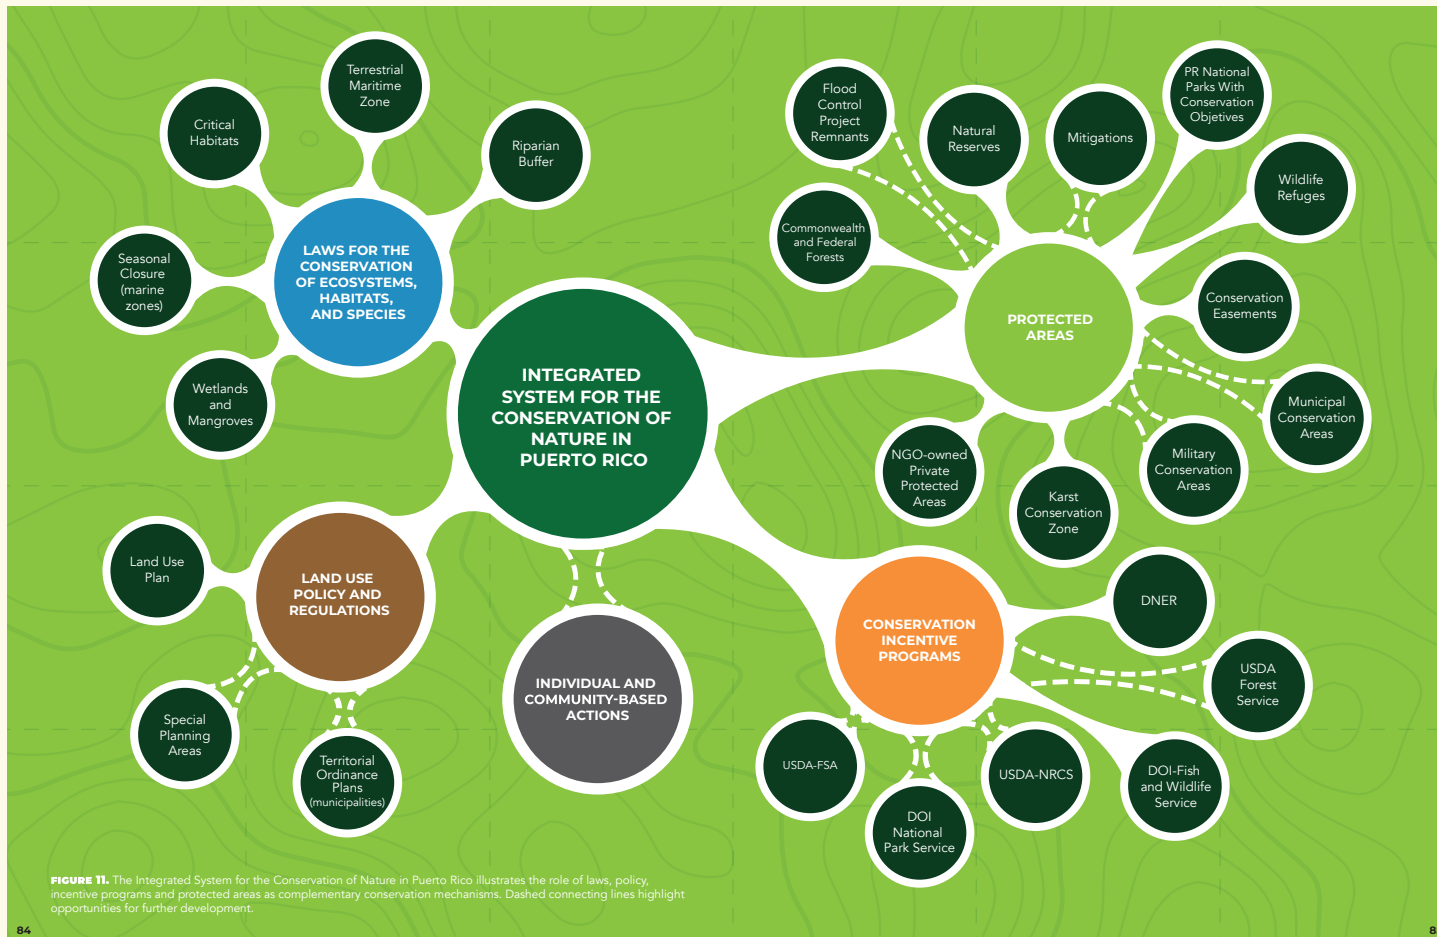 Terrestrial
Maritime
Zone
Critical
Habitats
Riparian
Buffer
LAWS FOR THE
CONSERVATION
OF ECOSYSTEMS,
HABITATS,
AND SPECIES
Seasonal
Closure
(marine
zones)
Wetlands
and
Mangroves
INTEGRATED
SYSTEM FOR THE
CONSERVATION OF
NATURE IN
PUERTO RICO
Flood
Control
Project
Remnants
Natural
Reserves
Mitigations
PR National
Parks With
Conservation
Objetives
Wildlife
Refuges
Commonwealth
and Federal
Forests
PROTECTED
AREAS
Conservation
Easements
Municipal
Conservation
Areas
Military
Conservation
Areas
Karst
Conservation
Zone
NGO-owned
Private
Protected
Areas
Land Use
Plan
LAND USE
POLICY AND
REGULATIONS
Special
Planning
Areas
Territorial
Ordinance
Plans
(municipalities)
INDIVIDUAL AND
COMMUNITY-BASED
ACTIONS
CONSERVATION
INCENTIVE
PROGRAMS
DNER
USDA
Forest
Service
DOI-Fish
and Wildlife
Service
USDA-NRCS
DOI
National
Park Service
USDA-FSA
FIGURE 11. The Integrated System for the Conservation of Nature in Puerto Rico illustrates the role of laws, policy,
incentive programs and protected areas as complementary conservation mechanisms. Dashed connecting lines highlight
opportunities for further development.
84
8